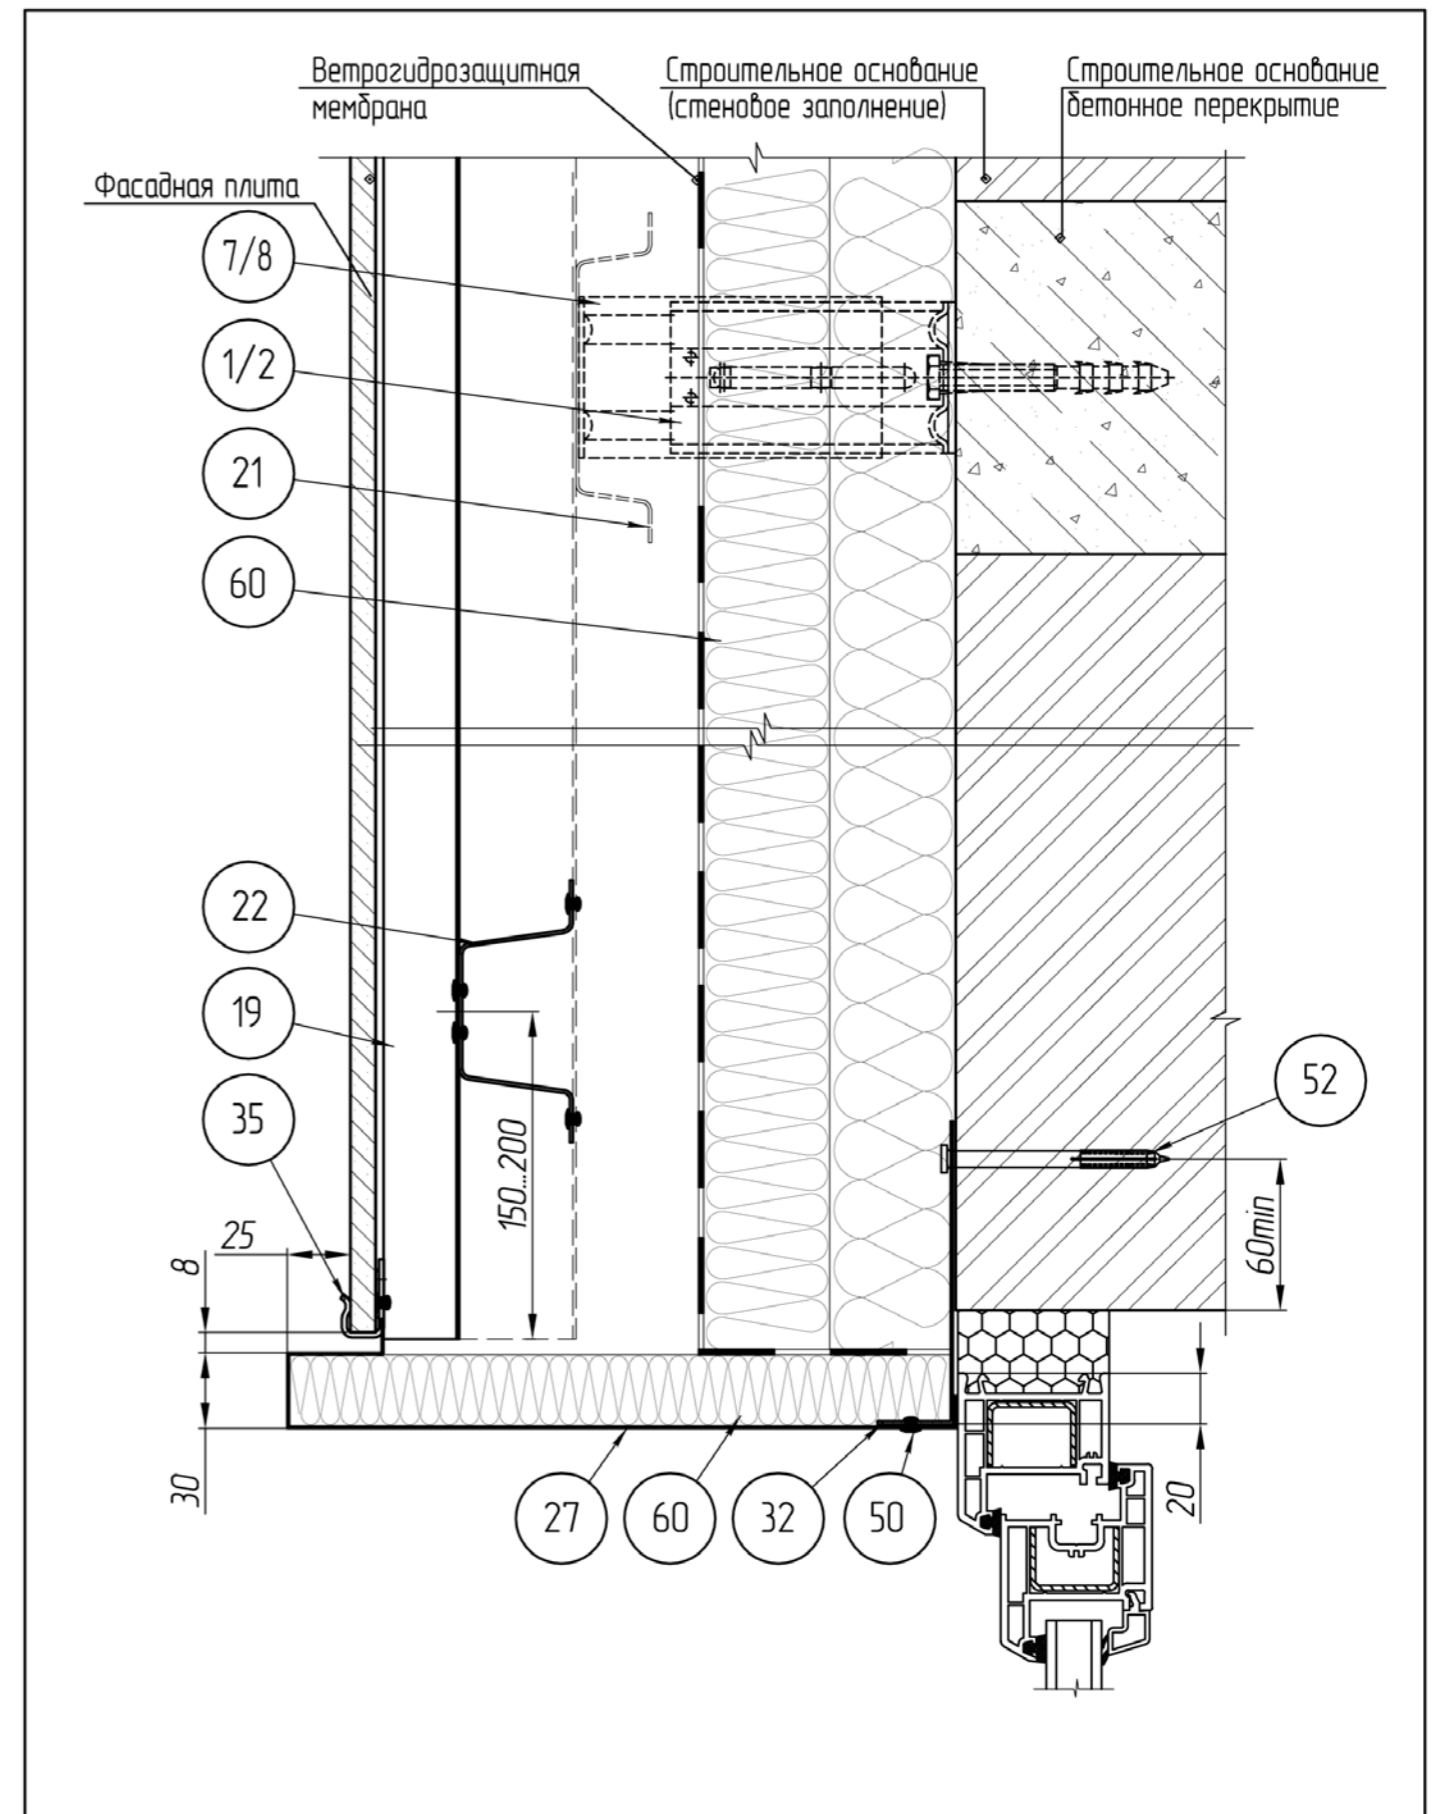 Ветрогидрозащитная
мембрана
Строительное основание
(стеновое заполнение)
Строительное основание
бетонное перекрытие
Фасадная плита
7/8
1/2
21
60
22
19
35
52
150...200
60min
25
8
30
20
27
60
32
50